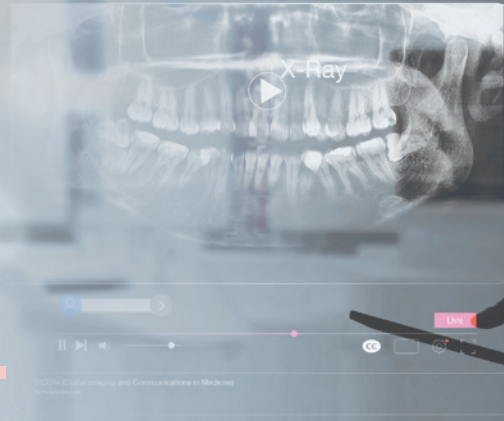 X-Ray
Live
CC
DICOM (Digital Imaging and Communications in Medicine)